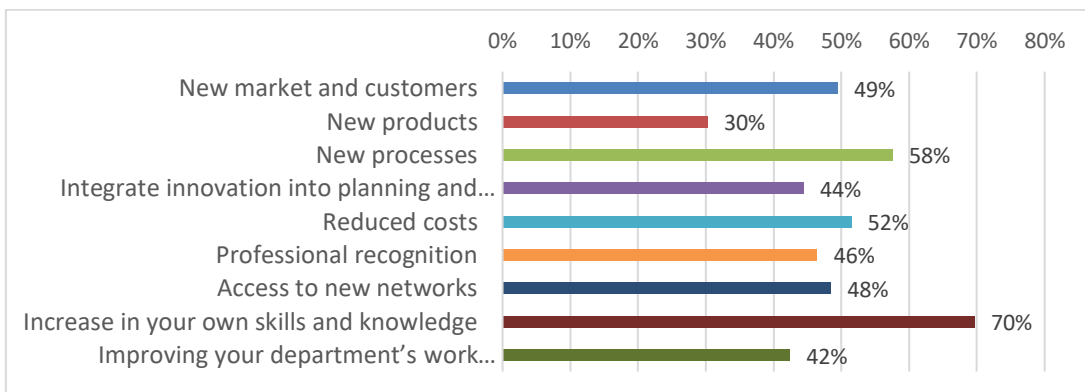 0% 10% 20% 30% 40% 50% 60% 70% 80%
New market and customers 49%
New products 30%
New processes 58%
Integrate innovation into planning and… 44%
Reduced costs 52%
Professional recognition 46%
Access to new networks 48%
Increase in your own skills and knowledge 70%
Improving your department’s work… 42%